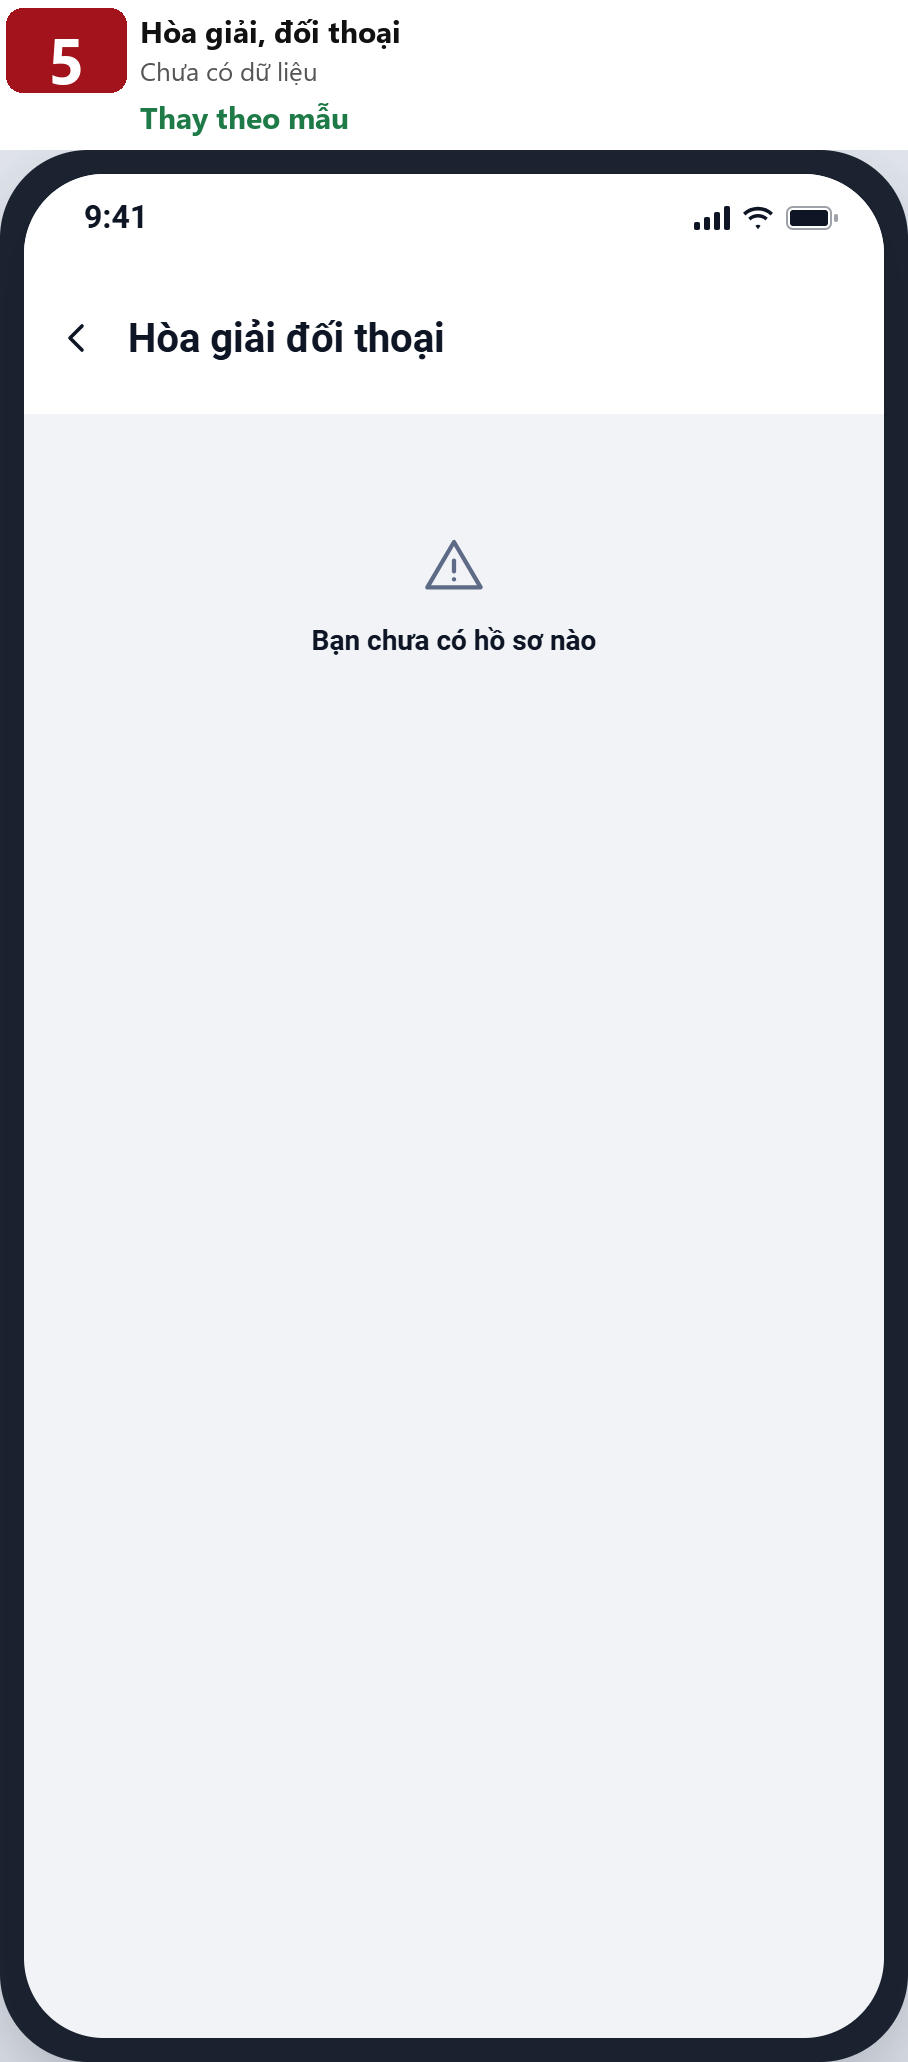 5
Hòa giải, đối thoại
Chưa có dữ liệu
Thay theo mẫu
9:41
Hòa giải đối thoại
Bạn chưa có hồ sơ nào